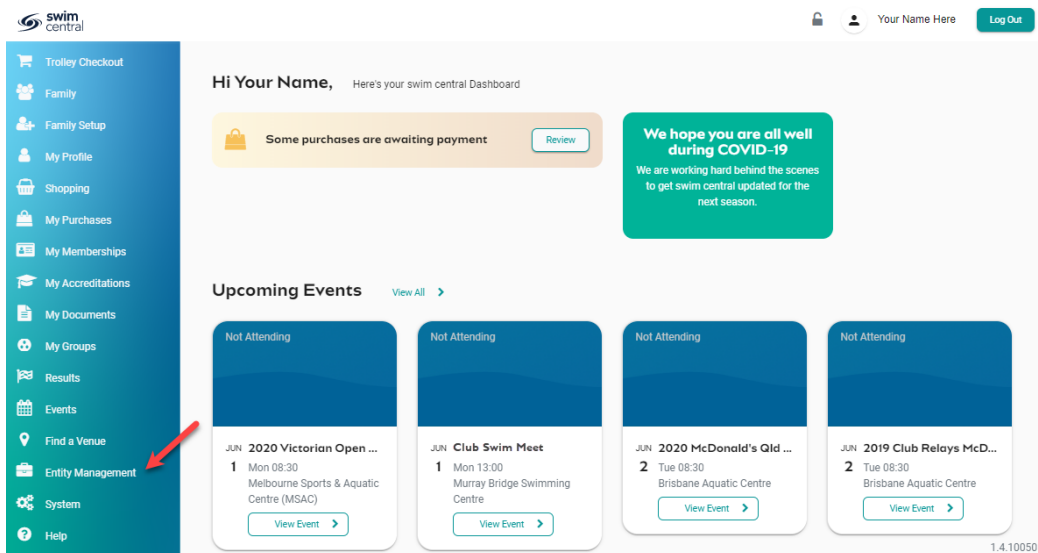 swim
central
Your Name Here
Log Out
Trolley Checkout
Family
Family Setup
My Profile
Shopping
My Purchases
My Memberships
My Accreditations
My Documents
My Groups
Results
Events
Find a Venue
Entity Management
System
Help
Hi Your Name, Here's your swim central Dashboard
Some purchases are awaiting payment
Review
We hope you are all well
during COVID-19
We are working hard behind the scenes
to get swim central updated for the
next season.
Upcoming Events View All
Not Attending
JUN 2020 Victorian Open ...
1 Mon 08:30
Melbourne Sports & Aquatic
Centre (MSAC)
View Event
Not Attending
JUN Club Swim Meet
1 Mon 13:00
Murray Bridge Swimming
Centre
View Event
Not Attending
JUN 2020 McDonald's Qld ...
2 Tue 08:30
Brisbane Aquatic Centre
View Event
Not Attending
JUN 2019 Club Relays McD...
2 Tue 08:30
Brisbane Aquatic Centre
View Event
1.4.10050